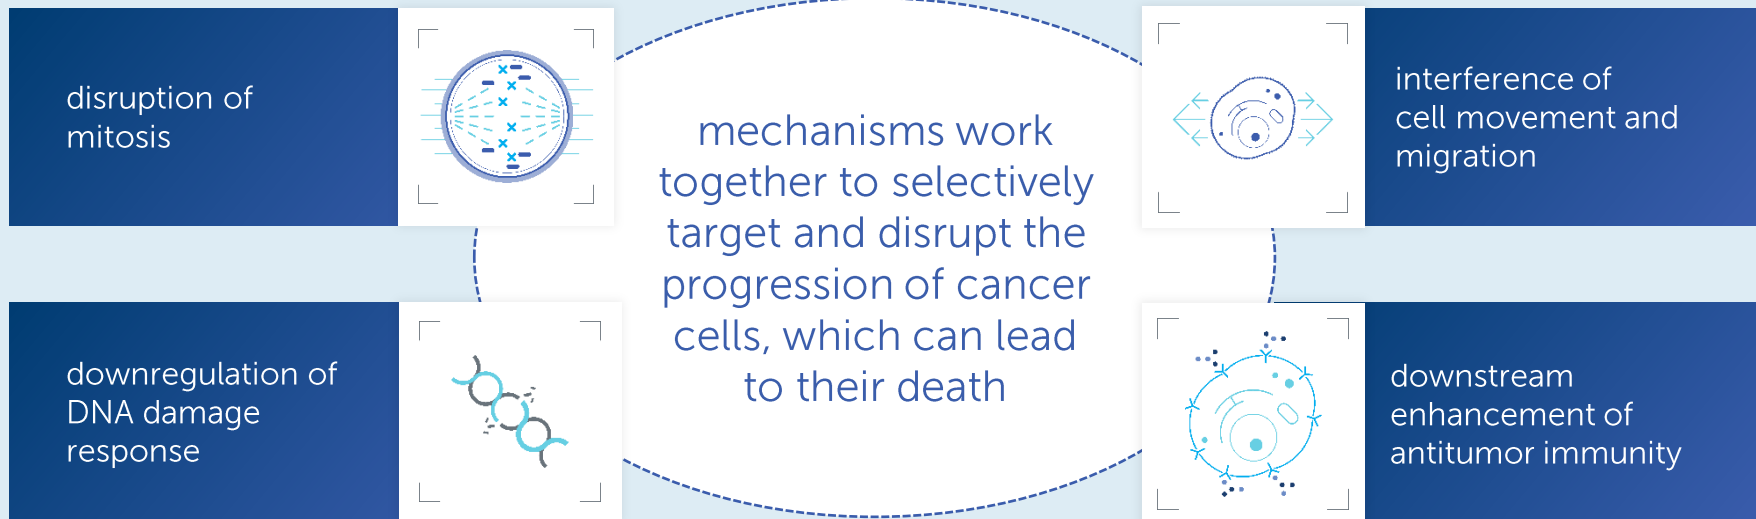 disruption of
mitosis
mechanisms work
together to selectively
target and disrupt the
progression of cancer
cells, which can lead
to their death
interference of
cell movement and
migration
downregulation of
DNA damage
response
downstream
enhancement of
antitumor immunity